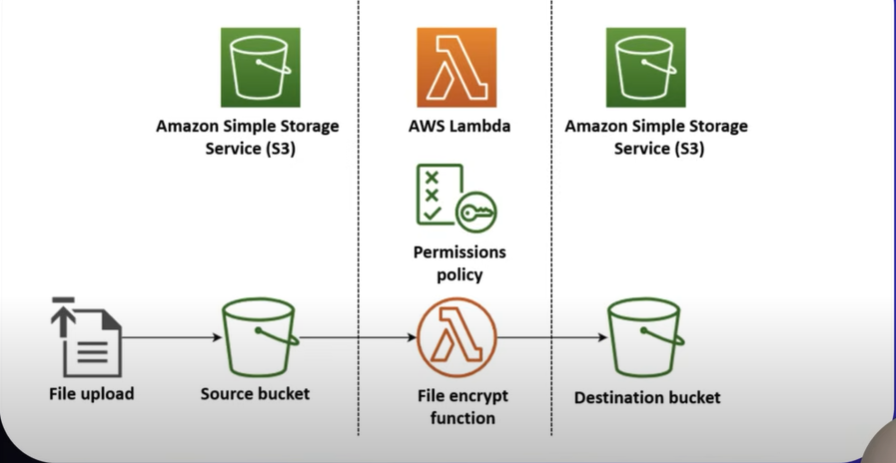 Amazon Simple Storage
Service (S3)
AWS Lambda
Amazon Simple Storage
Service (S3)
Permissions
policy
File upload
Source bucket
File encrypt
function
Destination bucket